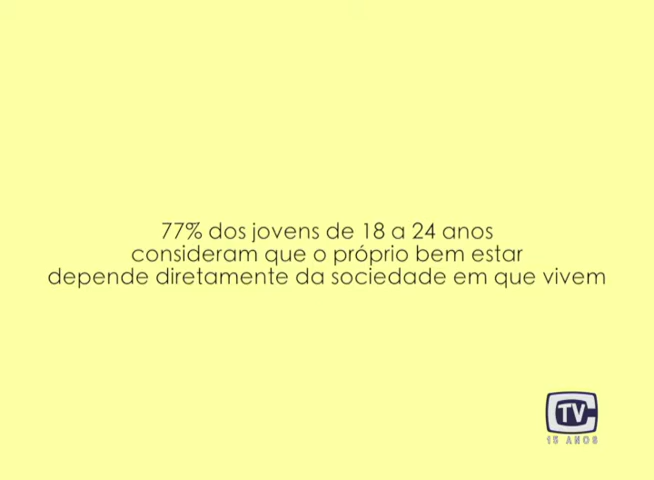 77% dos jovens de 18 a 24 anos
consideram que o próprio bem estar
depende diretamente da sociedade em que vivem
TVC
15 ANOS